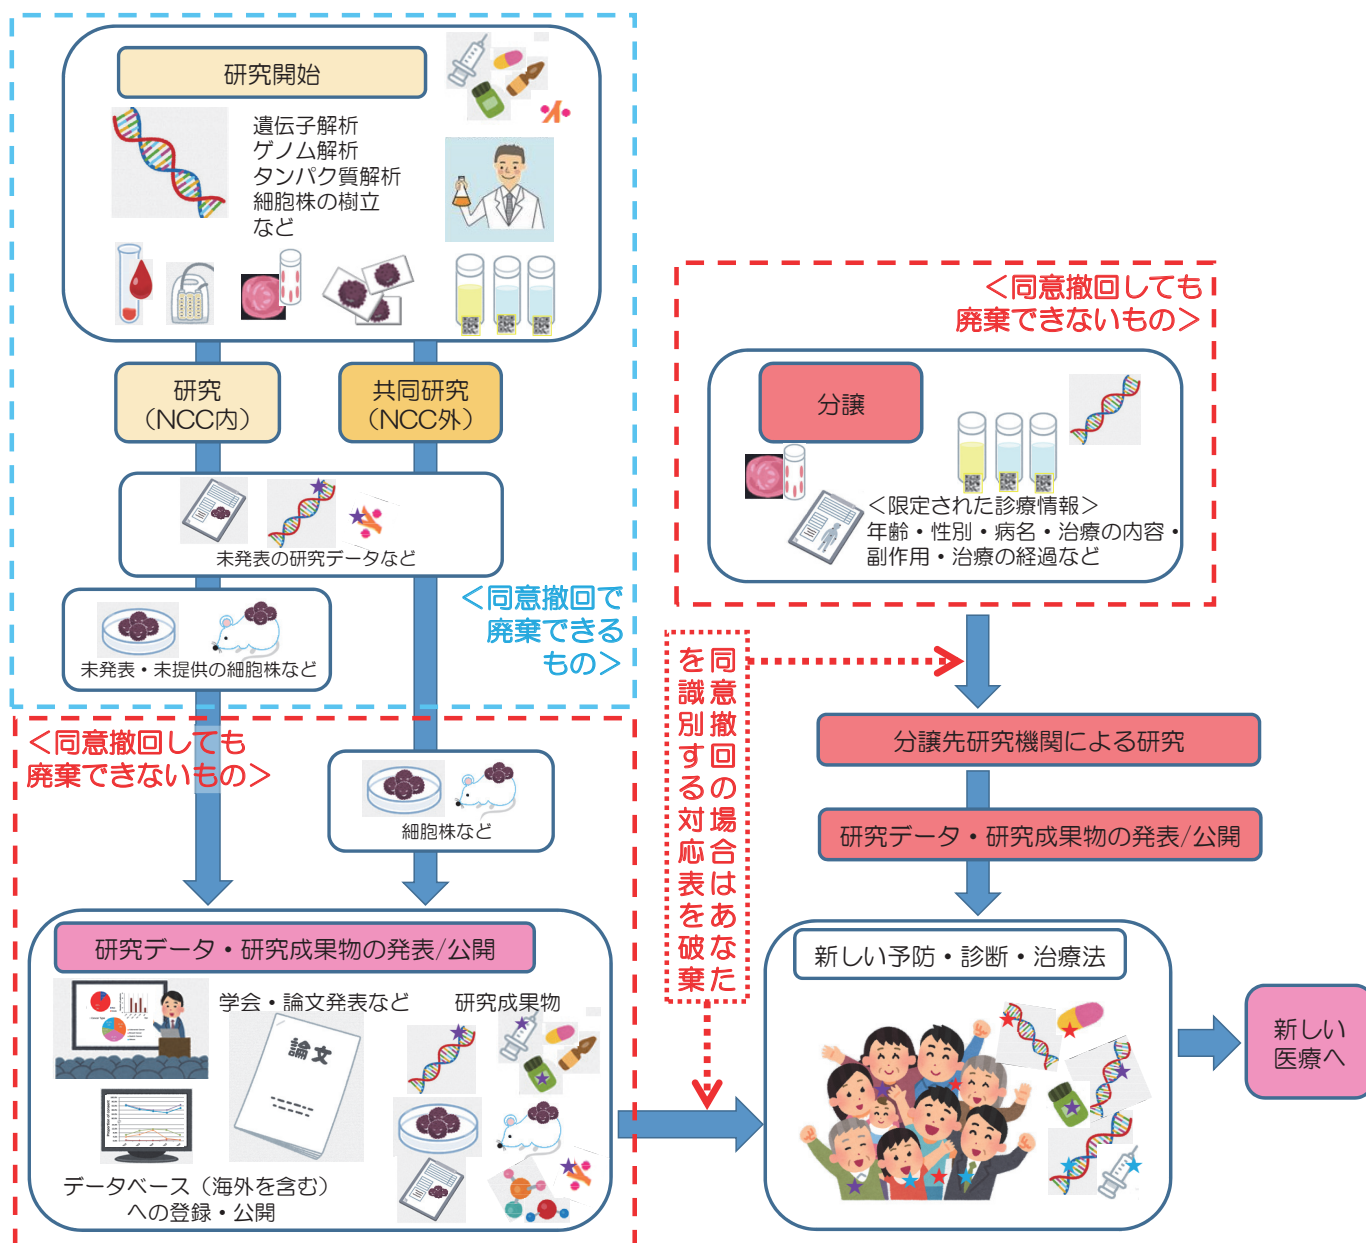 研究開始
遺伝子解析
ゲノム解析
タンパク質解析
細胞株の樹立
など
研究
（NCC内）
共同研究
（NCC外）
未発表の研究データなど
未発表・未提供の細胞株など
＜同意撤回で
廃棄できる
もの＞
＜同意撤回しても
廃棄できないもの＞
細胞株など
研究データ・研究成果物の発表/公開
学会・論文発表など
研究成果物
論文
データベース（海外を含む）
への登録・公開
＜同意撤回しても
廃棄できないもの＞
分譲
＜限定された診療情報＞
年齢・性別・病名・治療の内容・
副作用・治療の経過など
同意撤回の場合はあなた
を識別する対応表を破棄
分譲先研究機関による研究
研究データ・研究成果物の発表/公開
新しい予防・診断・治療法
新しい
医療へ